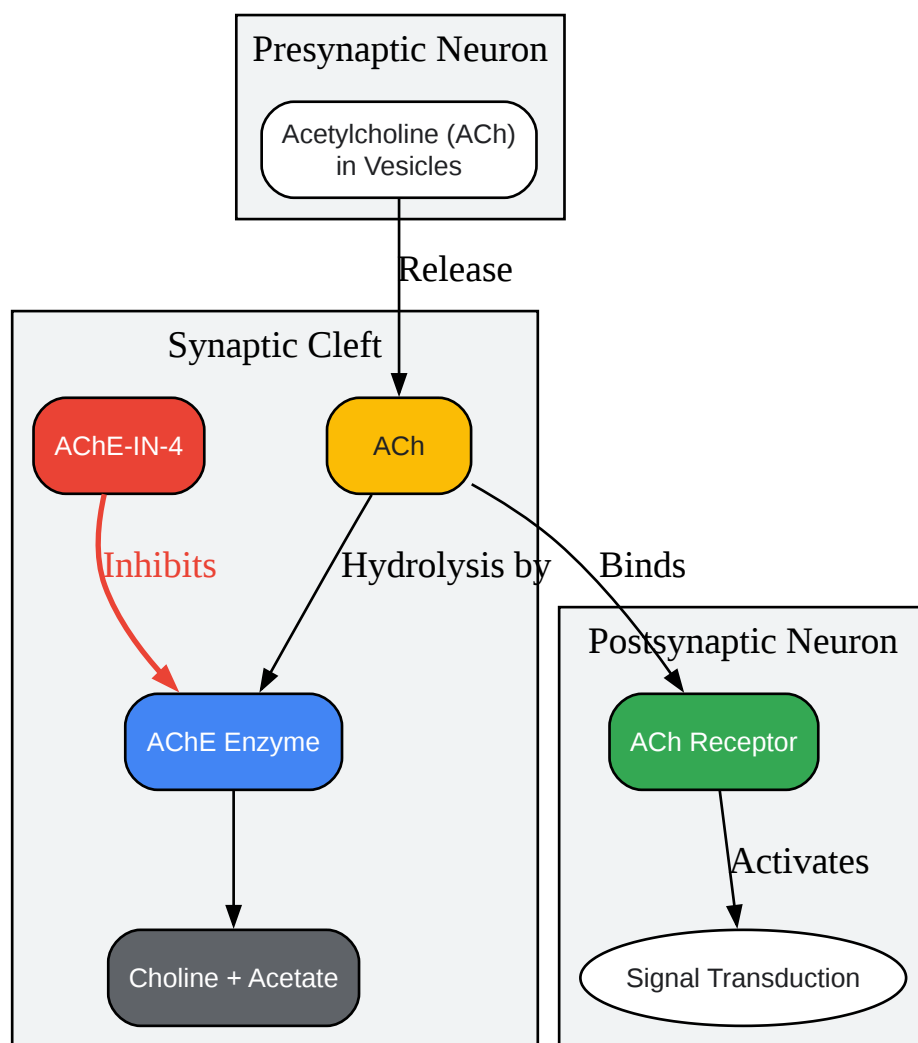 Presynaptic Neuron
Acetylcholine (ACh)
in Vesicles
Release
Synaptic Cleft
AChE-IN-4
ACh
Inhibits
Hydrolysis by
Binds
Postsynaptic Neuron
AChE Enzyme
ACh Receptor
Activates
Choline + Acetate
Signal Transduction